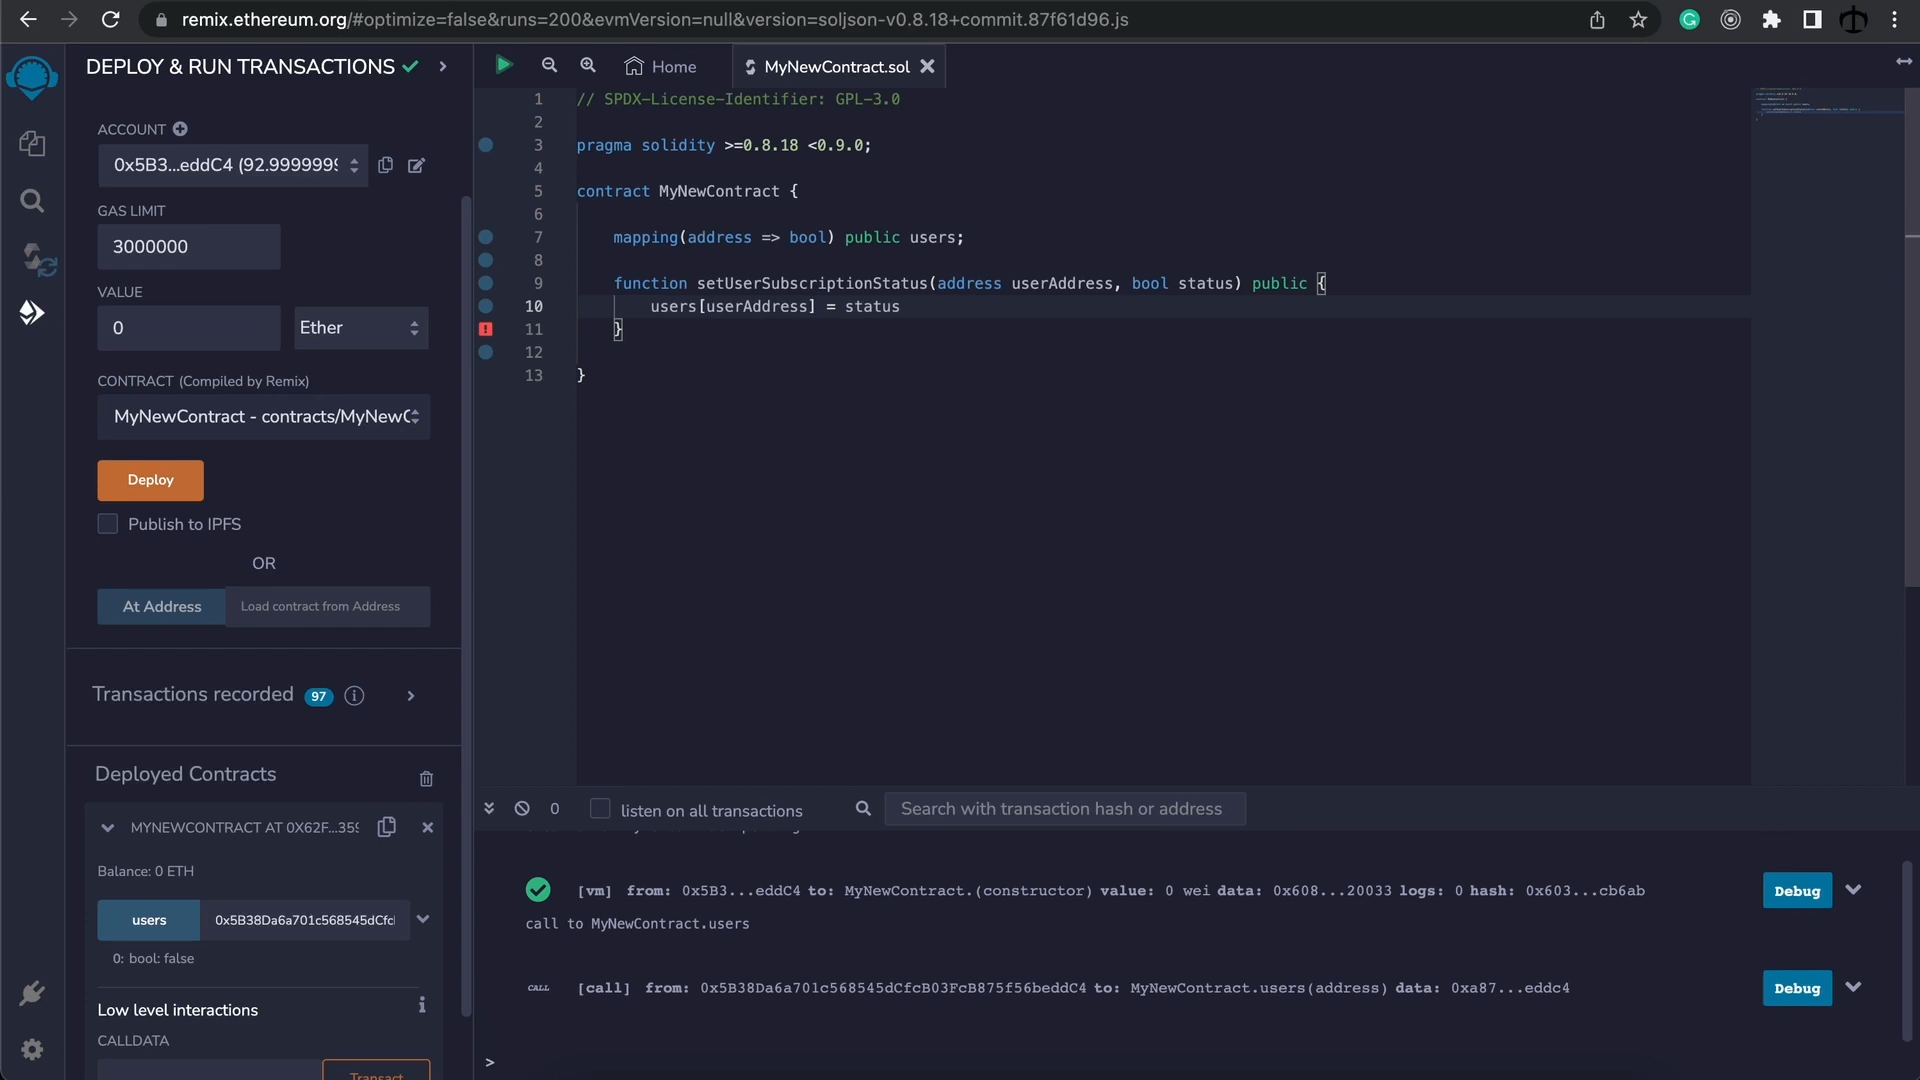 remix.ethereum.org/#optimize=false&runs=200&evmVersion=null&version=soljson-v0.8.18+commit.87f61d96.js
DEPLOY & RUN TRANSACTIONS
ACCOUNT
0x5B3...eddC4 (92.9999999
GAS LIMIT
3000000
VALUE
0
Ether
CONTRACT (Compiled by Remix)
MyNewContract - contracts/MyNewC
Deploy
Publish to IPFS
OR
At Address
Load contract from Address
Transactions recorded 97 i
Deployed Contracts
MYNEWCONTRACT AT 0X62F...359
Balance: 0 ETH
users
0x5B38Da6a701c568545dCfc
0: bool: false
Low level interactions
CALLDATA
Transact
Home
MyNewContract.sol
1 // SPDX-License-Identifier: GPL-3.0
2
3 pragma solidity >=0.8.18 <0.9.0;
4
5 contract MyNewContract {
6
7 mapping(address => bool) public users;
8
9 function setUserSubscriptionStatus(address userAddress, bool status) public {
10 users[userAddress] = status
11 }
12
13 }
0
listen on all transactions
Search with transaction hash or address
[vm] from: 0x5B3...eddC4 to: MyNewContract.(constructor) value: 0 wei data: 0x608...20033 logs: 0 hash: 0x603...cb6ab
Debug
call to MyNewContract.users
CALL [call] from: 0x5B38Da6a701c568545dCfcB03FcB875f56beddC4 to: MyNewContract.users(address) data: 0xa87...eddc4
Debug
>